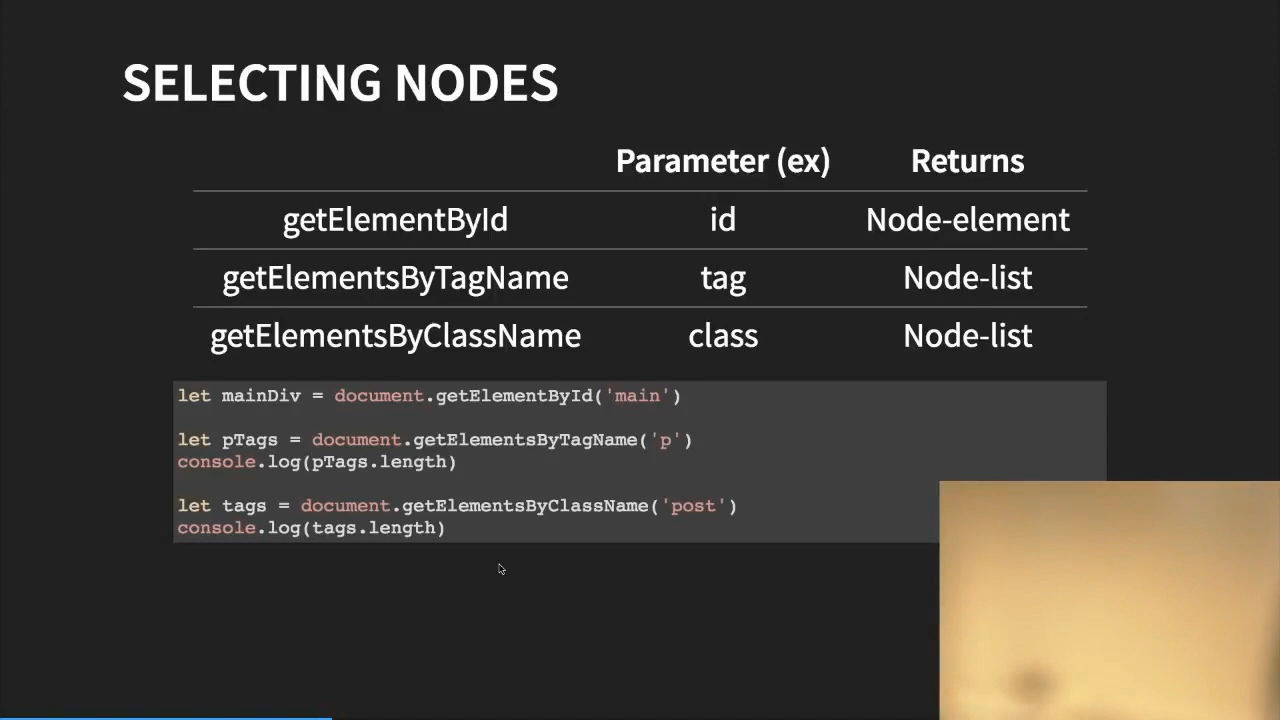 SELECTING NODES
Parameter (ex) Returns
getElementById id Node-element
getElementsByTagName tag Node-list
getElementsByClassName class Node-list
let mainDiv = document.getElementById('main')
let pTags = document.getElementsByTagName('p')
console.log(pTags.length)
let tags = document.getElementsByClassName('post')
console.log(tags.length)